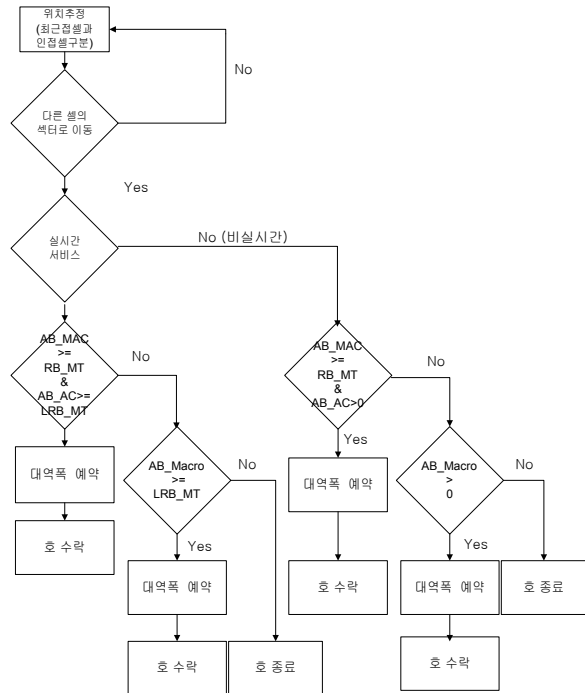 위치추정
(최근접셀과
인접셀구분)
No
다른 셀의
섹터로 이동
Yes
실시간
서비스
No (비실시간)
AB_MAC
>=
RB_MT
&
AB_AC>=
LRB_MT
No
AB_MAC
>=
RB_MT
&
AB_AC>0
No
Yes
대역폭 예약
AB_Macro
>=
LRB_MT
No
대역폭 예약
AB_Macro
>
0
No
호 수락
Yes
Yes
대역폭 예약
호 수락
대역폭 예약
호 종료
호 수락
호 종료
호 수락